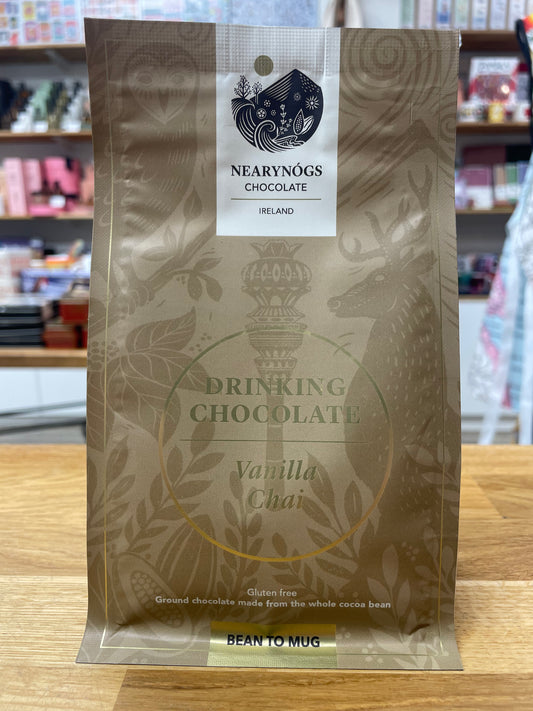 NEARYNÓGS
CHOCOLATE
IRELAND
DRINKING
CHOCOLATE
Vanilla
Chai
Gluten free
Ground chocolate made from the whole cocoa bean
BEAN TO MUG